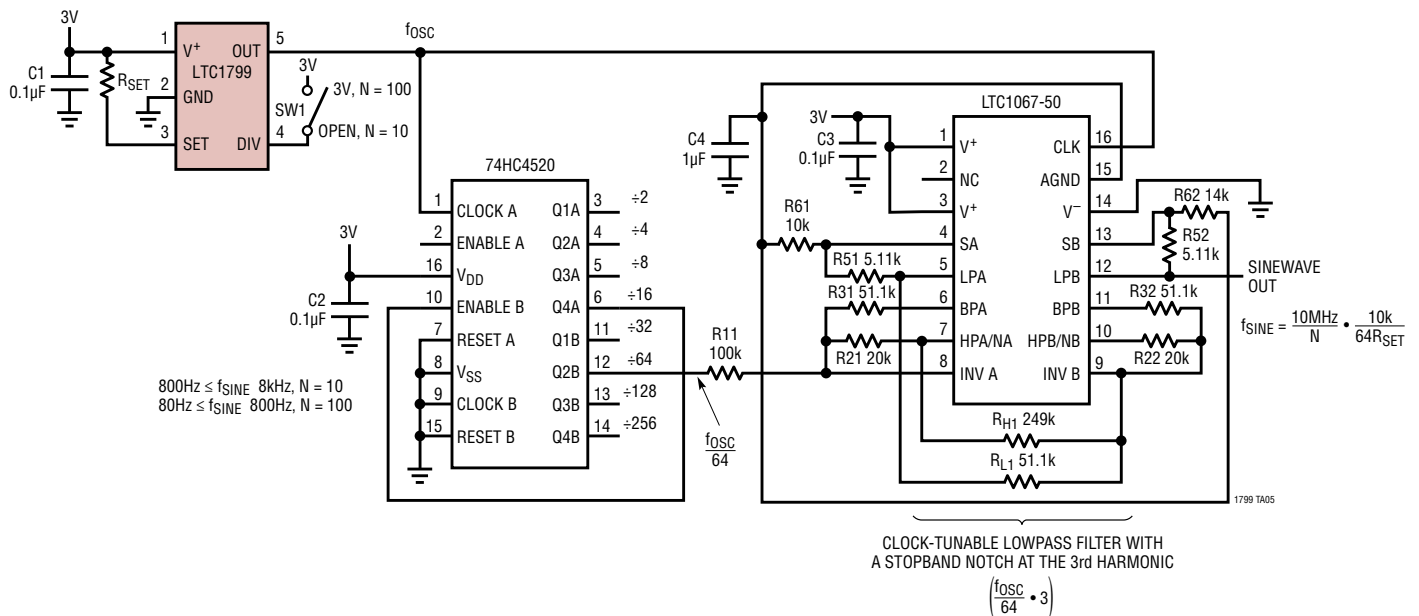 3V
C1
0.1µF
RSET
1
V+
OUT
5
LTC1799
2
GND
3
SET
DIV
4
fOSC
3V
SW1
3V, N = 100
OPEN, N = 10
74HC4520
1
CLOCK A
Q1A
3
÷2
2
ENABLE A
Q2A
4
÷4
3V
16
VDD
Q3A
5
÷8
C2
0.1µF
10
ENABLE B
Q4A
6
÷16
7
RESET A
Q1B
11
÷32
8
VSS
Q2B
12
÷64
9
CLOCK B
Q3B
13
÷128
15
RESET B
Q4B
14
÷256
800Hz ≤ fSINE 8kHz, N = 10
80Hz ≤ fSINE 800Hz, N = 100
R11
100k
fOSC
64
LTC1067-50
C4
1µF
3V
C3
0.1µF
1
V+
CLK
16
2
NC
AGND
15
3
V+
V−
14
R62 14k
R61
10k
4
SA
SB
13
R52
5.11k
R51 5.11k
5
LPA
LPB
12
SINEWAVE
OUT
R31 51.1k
6
BPA
BPB
11
R32 51.1k
R21 20k
7
HPA/NA
HPB/NB
10
R22 20k
8
INV A
INV B
9
fSINE = 10MHz/N • 10k/64RSET
RH1 249k
RL1 51.1k
1799 TA05
CLOCK-TUNABLE LOWPASS FILTER WITH
A STOPBAND NOTCH AT THE 3rd HARMONIC
(fOSC/64 • 3)